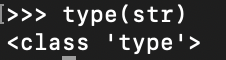 >>> type(str)
<class 'type'>